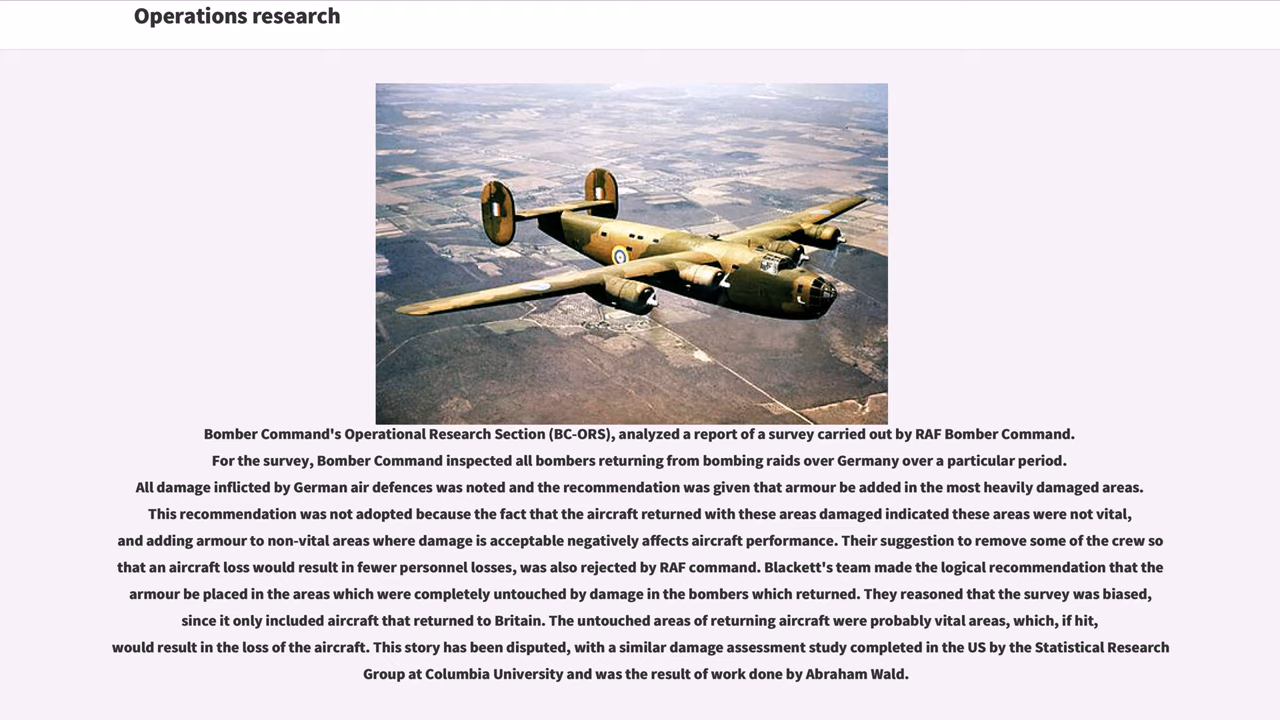 Operations research
Bomber Command's Operational Research Section (BC-ORS), analyzed a report of a survey carried out by RAF Bomber Command.
For the survey, Bomber Command inspected all bombers returning from bombing raids over Germany over a particular period.
All damage inflicted by German air defences was noted and the recommendation was given that armour be added in the most heavily damaged areas.
This recommendation was not adopted because the fact that the aircraft returned with these areas damaged indicated these areas were not vital,
and adding armour to non-vital areas where damage is acceptable negatively affects aircraft performance. Their suggestion to remove some of the crew so
that an aircraft loss would result in fewer personnel losses, was also rejected by RAF command. Blackett's team made the logical recommendation that the
armour be placed in the areas which were completely untouched by damage in the bombers which returned. They reasoned that the survey was biased,
since it only included aircraft that returned to Britain. The untouched areas of returning aircraft were probably vital areas, which, if hit,
would result in the loss of the aircraft. This story has been disputed, with a similar damage assessment study completed in the US by the Statistical Research
Group at Columbia University and was the result of work done by Abraham Wald.